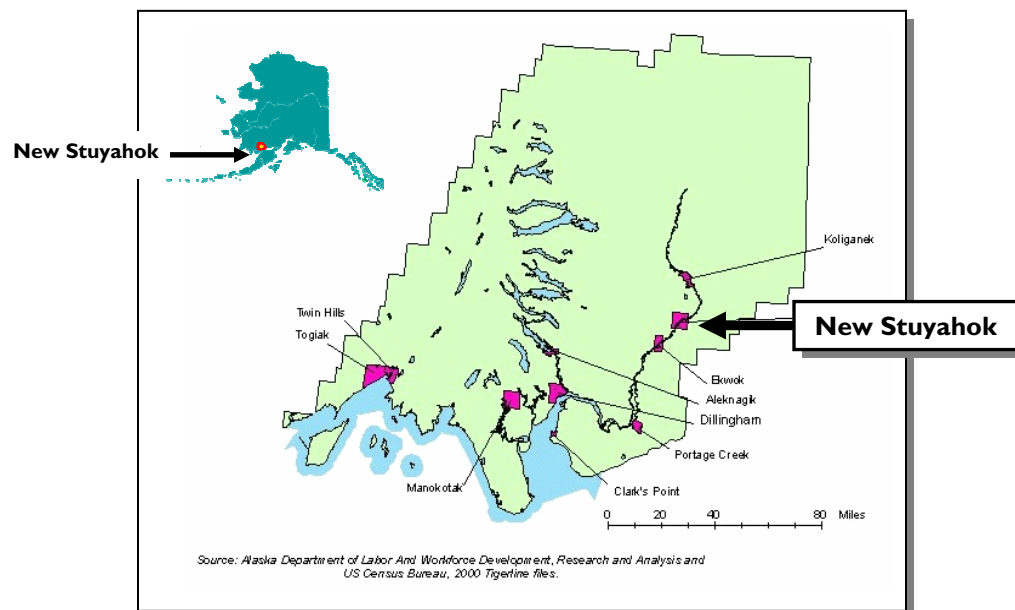 New Stuyahok
Koliganek
Twin Hills
Togiak
New Stuyahok
Ekwok
Aleknagik
Dillingham
Portage Creek
Manokotak
Clark's Point
0 20 40 80 Miles
Source: Alaska Department of Labor And Workforce Development, Research and Analysis and
US Census Bureau, 2000 Tigerline files.